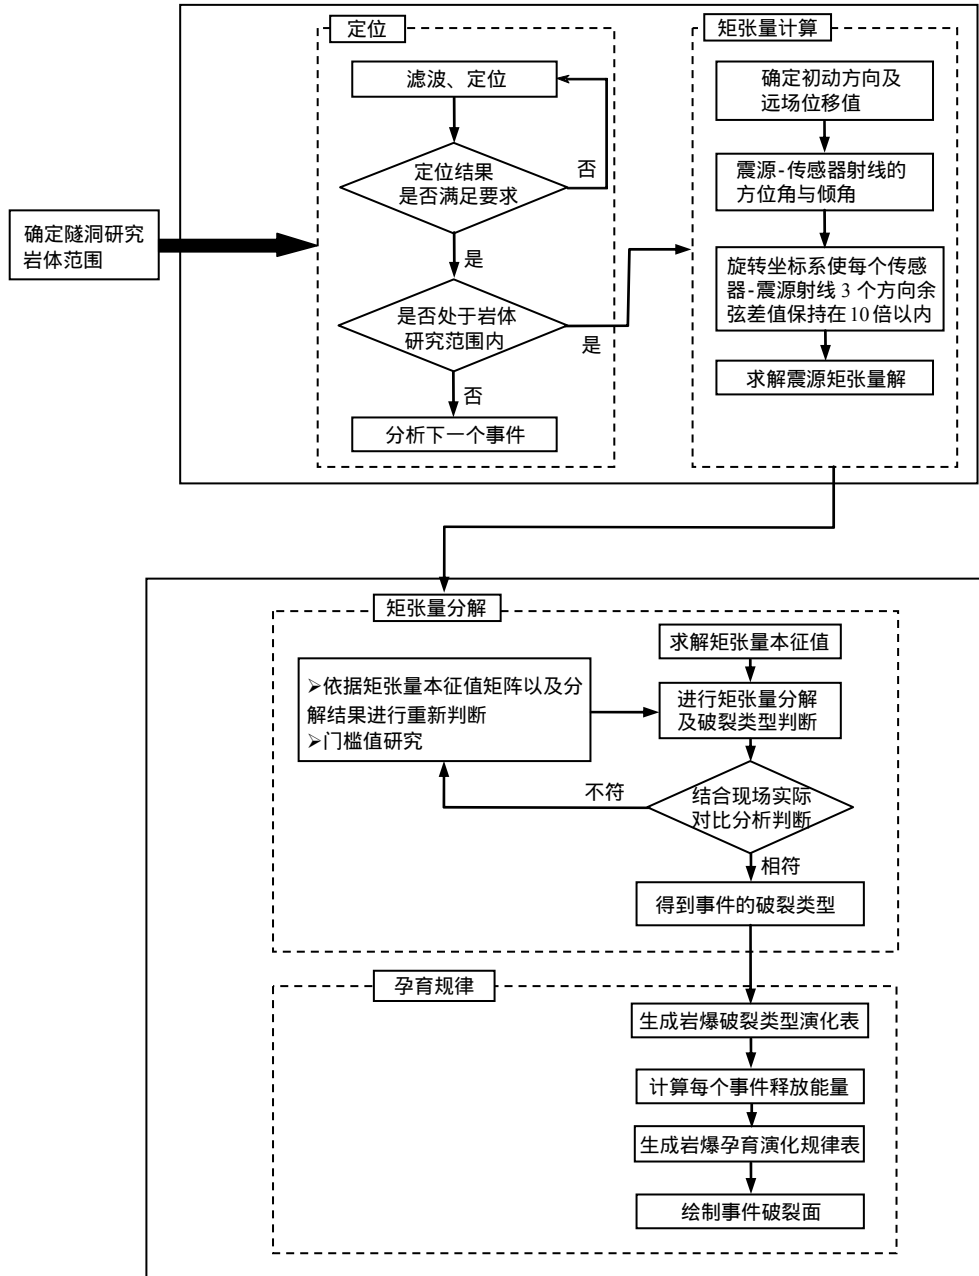 确定隧洞研究
岩体范围
定位
滤波、定位
定位结果
是否满足要求
否
是
是否处于岩体
研究范围内
是
否
分析下一个事件
矩张量计算
确定初动方向及
远场位移值
震源-传感器射线的
方位角与倾角
旋转坐标系使每个传感
器-震源射线 3 个方向余
弦差值保持在 10 倍以内
求解震源矩张量解
矩张量分解
求解矩张量本征值
➢依据矩张量本征值矩阵以及分
解结果进行重新判断
➢门槛值研究
进行矩张量分解
及破裂类型判断
不符
结合现场实际
对比分析判断
相符
得到事件的破裂类型
孕育规律
生成岩爆破裂类型演化表
计算每个事件释放能量
生成岩爆孕育演化规律表
绘制事件破裂面